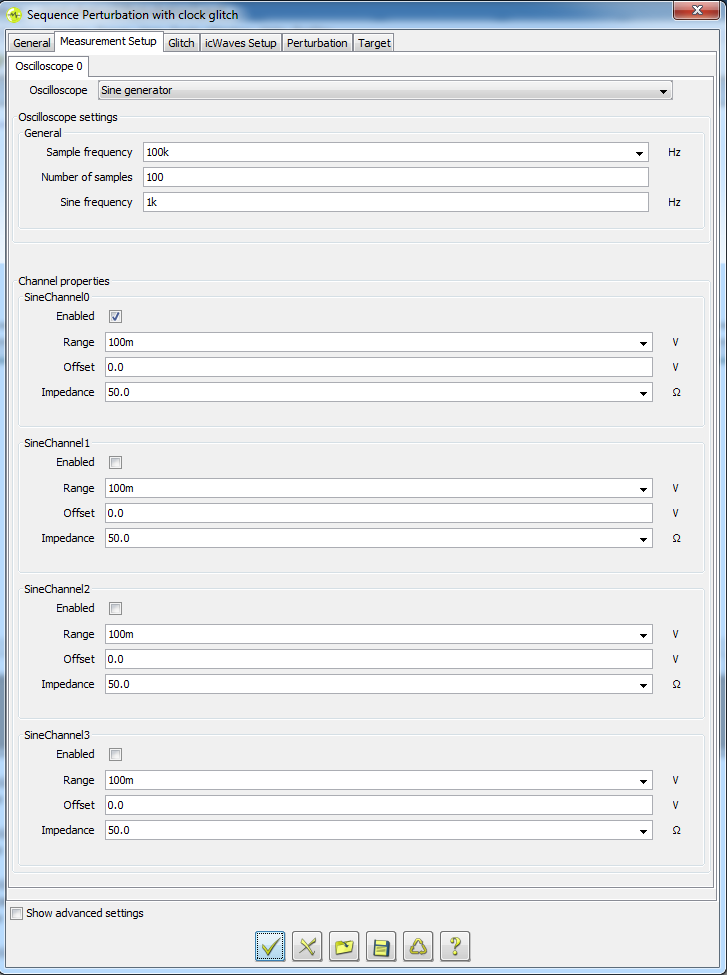 Sequence Perturbation with clock glitch
General Measurement Setup Glitch icWaves Setup Perturbation Target
Oscilloscope 0
Oscilloscope Sine generator
Oscilloscope settings
General
Sample frequency 100k Hz
Number of samples 100
Sine frequency 1k Hz
Channel properties
SineChannel0
Enabled
Range 100m V
Offset 0.0 V
Impedance 50.0 Ω
SineChannel1
Enabled
Range 100m V
Offset 0.0 V
Impedance 50.0 Ω
SineChannel2
Enabled
Range 100m V
Offset 0.0 V
Impedance 50.0 Ω
SineChannel3
Enabled
Range 100m V
Offset 0.0 V
Impedance 50.0 Ω
Show advanced settings
?